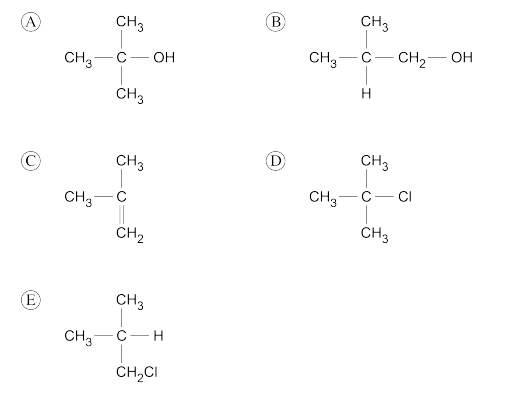 A
CH3
CH3 C OH
CH3
B
CH3
CH3 C CH2 OH
H
C
CH3
CH3 C
CH2
D
CH3
CH3 C Cl
CH3
E
CH3
CH3 C H
CH2Cl